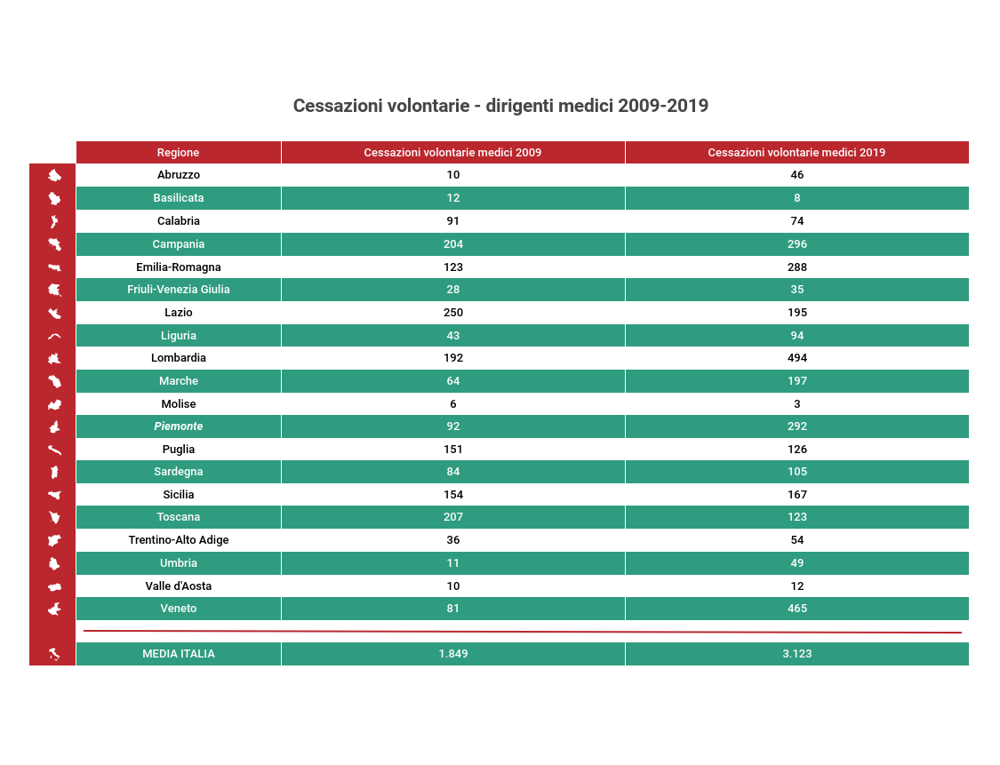 Cessazioni volontarie - dirigenti medici 2009-2019
Regione Cessazioni volontarie medici 2009 Cessazioni volontarie medici 2019
Abruzzo 10 46
Basilicata 12 8
Calabria 91 74
Campania 204 296
Emilia-Romagna 123 288
Friuli-Venezia Giulia 28 35
Lazio 250 195
Liguria 43 94
Lombardia 192 494
Marche 64 197
Molise 6 3
Piemonte 92 292
Puglia 151 126
Sardegna 84 105
Sicilia 154 167
Toscana 207 123
Trentino-Alto Adige 36 54
Umbria 11 49
Valle d'Aosta 10 12
Veneto 81 465
MEDIA ITALIA 1.849 3.123